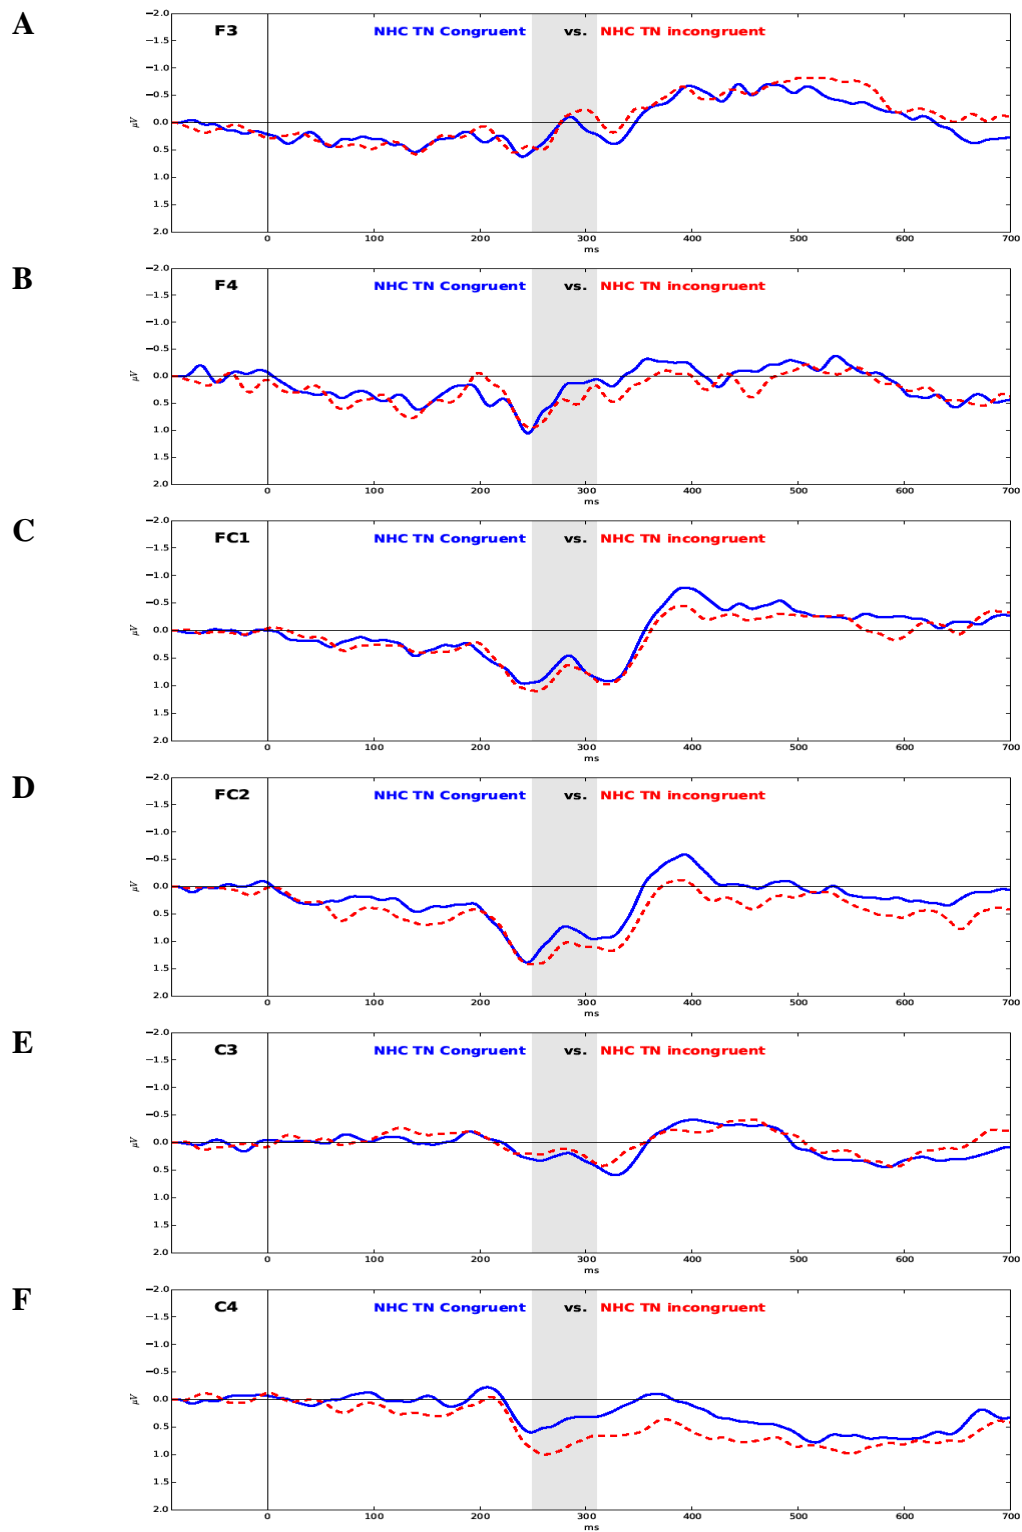 A
F3 NHC TN Congruent vs. NHC TN incongruent
−2.0
−1.5
−1.0
−0.5
0.0
0.5
1.0
1.5
2.0
μV
0 100 200 300 400 500 600 700
ms
B
F4 NHC TN Congruent vs. NHC TN incongruent
−2.0
−1.5
−1.0
−0.5
0.0
0.5
1.0
1.5
2.0
μV
0 100 200 300 400 500 600 700
ms
C
FC1 NHC TN Congruent vs. NHC TN incongruent
−2.0
−1.5
−1.0
−0.5
0.0
0.5
1.0
1.5
2.0
μV
0 100 200 300 400 500 600 700
ms
D
FC2 NHC TN Congruent vs. NHC TN incongruent
−2.0
−1.5
−1.0
−0.5
0.0
0.5
1.0
1.5
2.0
μV
0 100 200 300 400 500 600 700
ms
E
C3 NHC TN Congruent vs. NHC TN incongruent
−2.0
−1.5
−1.0
−0.5
0.0
0.5
1.0
1.5
2.0
μV
0 100 200 300 400 500 600 700
ms
F
C4 NHC TN Congruent vs. NHC TN incongruent
−2.0
−1.5
−1.0
−0.5
0.0
0.5
1.0
1.5
2.0
μV
0 100 200 300 400 500 600 700
ms